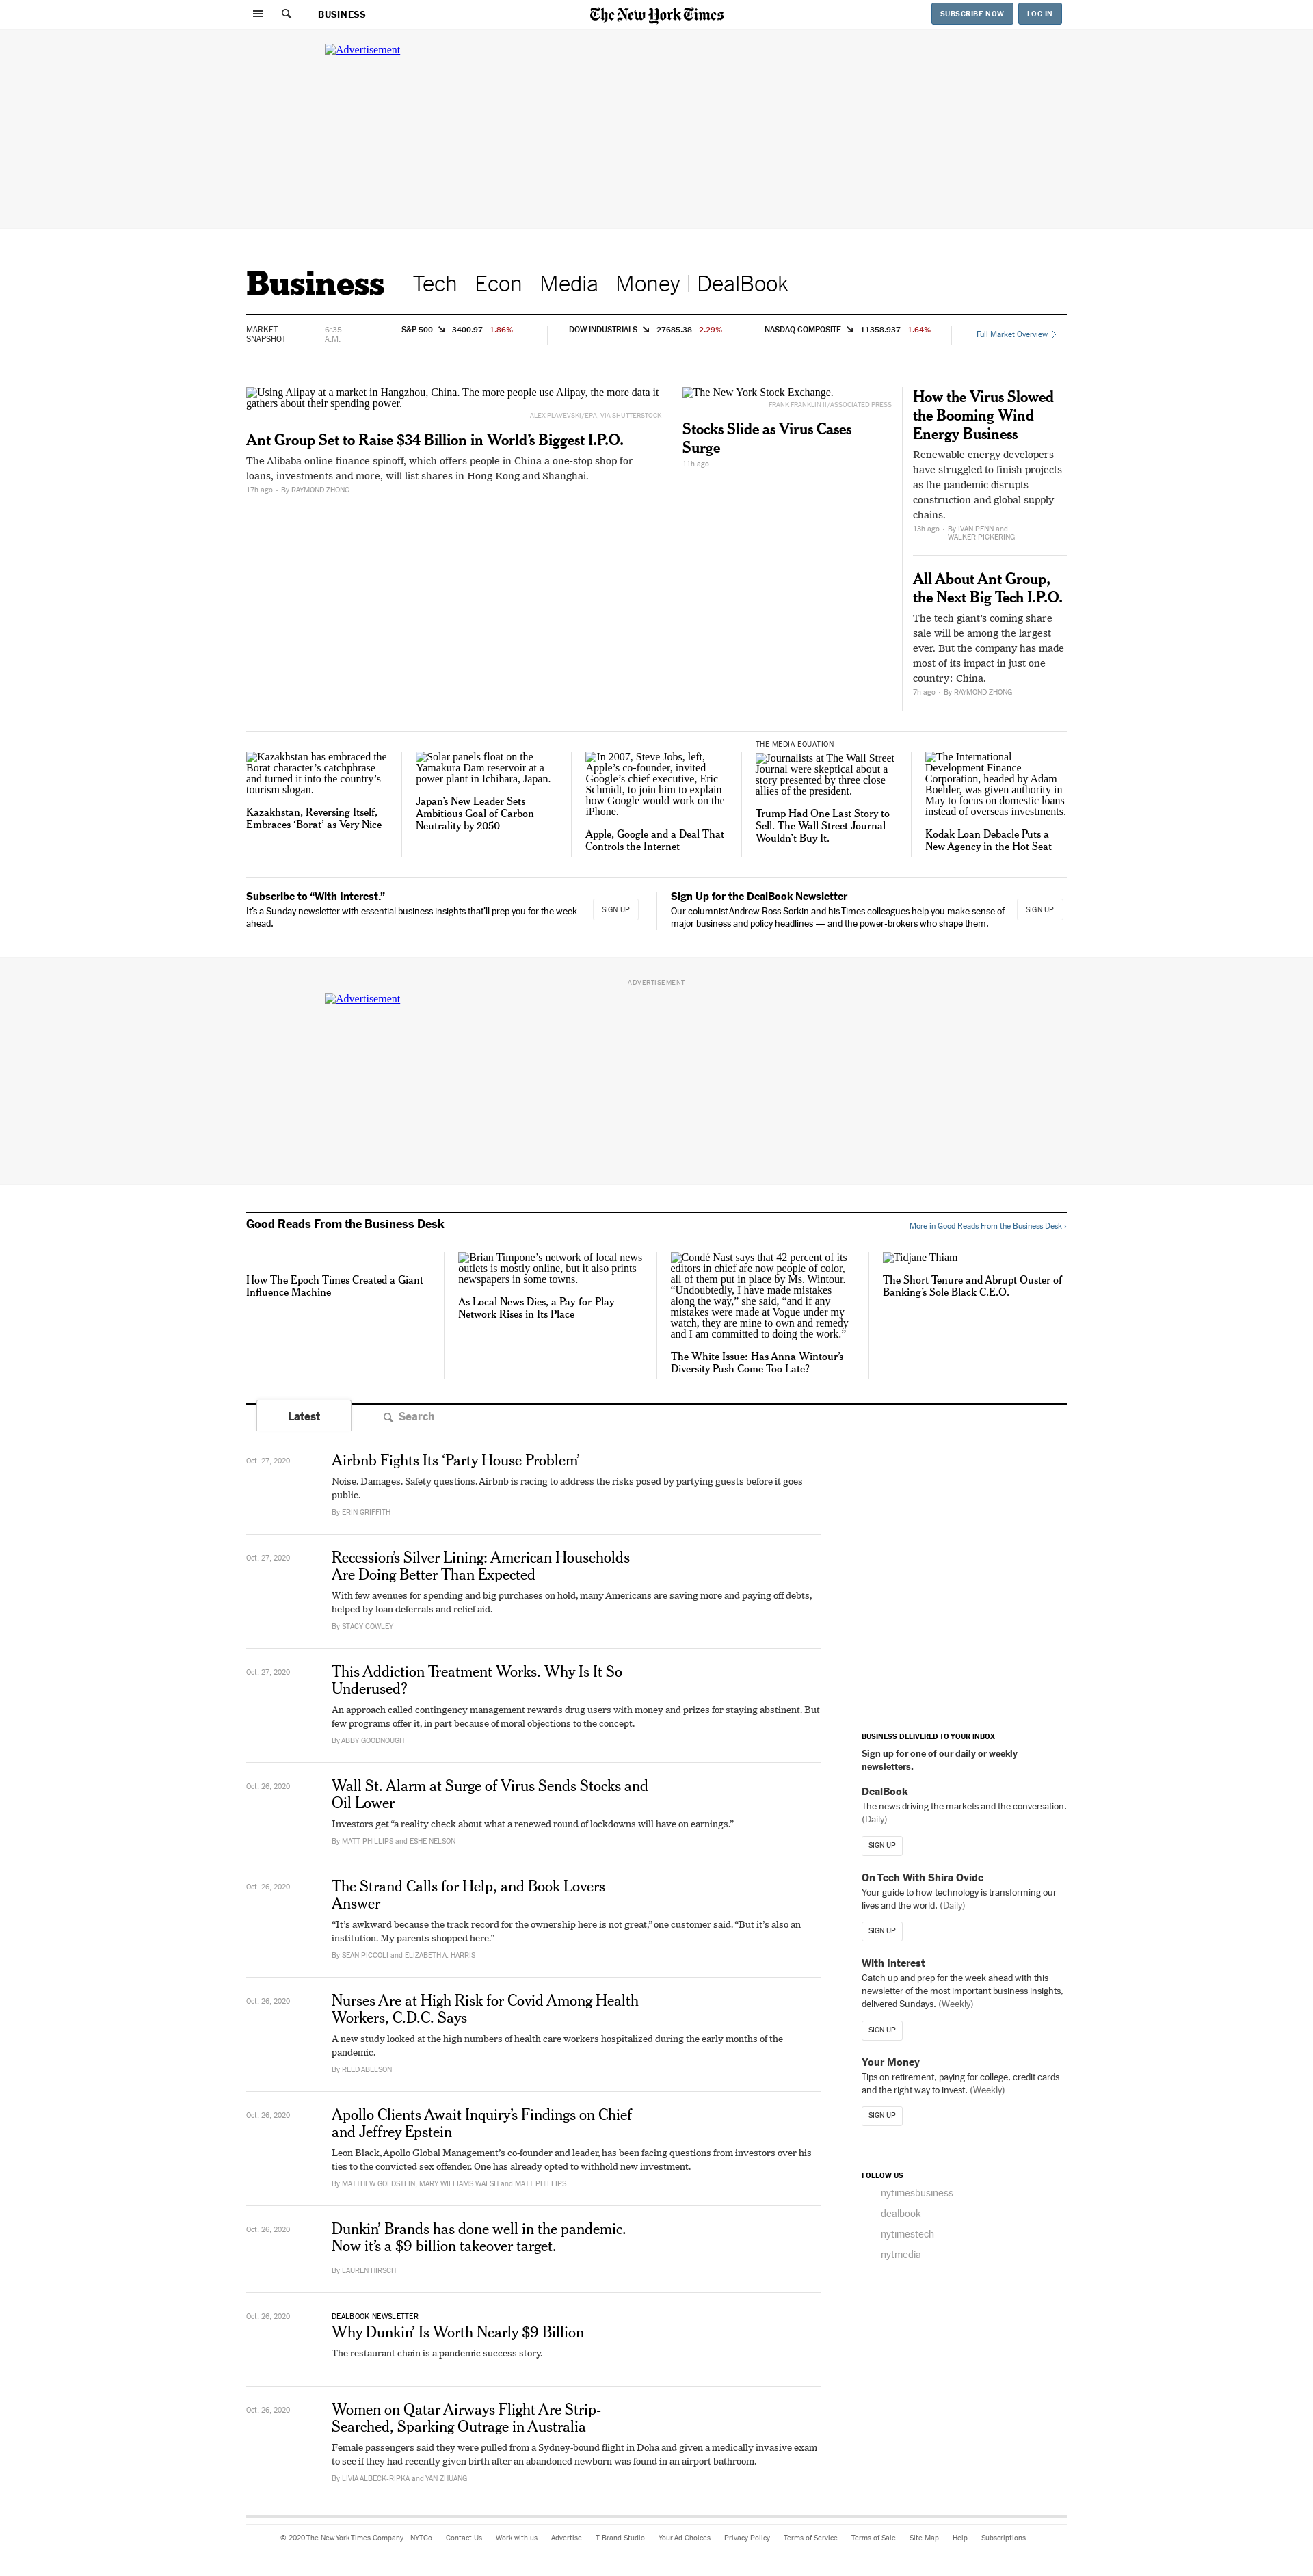 BUSINESS
The New York Times
SUBSCRIBE NOW
LOG IN
Advertisement
Business
Tech
Econ
Media
Money
DealBook
MARKET
SNAPSHOT
6:35
A.M.
S&P 500 3400.97 -1.86%
DOW INDUSTRIALS 27685.38 -2.29%
NASDAQ COMPOSITE 11358.937 -1.64%
Full Market Overview
Using Alipay at a market in Hangzhou, China. The more people use Alipay, the more data it
gathers about their spending power.
ALEX PLAVEVSKI/EPA, VIA SHUTTERSTOCK
Ant Group Set to Raise $34 Billion in World’s Biggest I.P.O.
The Alibaba online finance spinoff, which offers people in China a one-stop shop for
loans, investments and more, will list shares in Hong Kong and Shanghai.
17h ago • By RAYMOND ZHONG
The New York Stock Exchange.
FRANK FRANKLIN II/ASSOCIATED PRESS
Stocks Slide as Virus Cases
Surge
11h ago
How the Virus Slowed
the Booming Wind
Energy Business
Renewable energy developers
have struggled to finish projects
as the pandemic disrupts
construction and global supply
chains.
13h ago • By IVAN PENN and
WALKER PICKERING
All About Ant Group,
the Next Big Tech I.P.O.
The tech giant’s coming share
sale will be among the largest
ever. But the company has made
most of its impact in just one
country: China.
7h ago • By RAYMOND ZHONG
Kazakhstan has embraced the
Borat character’s catchphrase
and turned it into the country’s
tourism slogan.
Kazakhstan, Reversing Itself,
Embraces ‘Borat’ as Very Nice
Solar panels float on the
Yamakura Dam reservoir at a
power plant in Ichihara, Japan.
Japan’s New Leader Sets
Ambitious Goal of Carbon
Neutrality by 2050
In 2007, Steve Jobs, left,
Apple’s co-founder, invited
Google’s chief executive, Eric
Schmidt, to join him to explain
how Google would work on the
iPhone.
Apple, Google and a Deal That
Controls the Internet
THE MEDIA EQUATION
Journalists at The Wall Street
Journal were skeptical about a
story presented by three close
allies of the president.
Trump Had One Last Story to
Sell. The Wall Street Journal
Wouldn’t Buy It.
The International
Development Finance
Corporation, headed by Adam
Boehler, was given authority in
May to focus on domestic loans
instead of overseas investments.
Kodak Loan Debacle Puts a
New Agency in the Hot Seat
Subscribe to “With Interest.”
It’s a Sunday newsletter with essential business insights that’ll prep you for the week
ahead.
SIGN UP
Sign Up for the DealBook Newsletter
Our columnist Andrew Ross Sorkin and his Times colleagues help you make sense of
major business and policy headlines — and the power-brokers who shape them.
SIGN UP
ADVERTISEMENT
Advertisement
Good Reads From the Business Desk
More in Good Reads From the Business Desk ›
How The Epoch Times Created a Giant
Influence Machine
Brian Timpone’s network of local news
outlets is mostly online, but it also prints
newspapers in some towns.
As Local News Dies, a Pay-for-Play
Network Rises in Its Place
Condé Nast says that 42 percent of its
editors in chief are now people of color,
all of them put in place by Ms. Wintour.
“Undoubtedly, I have made mistakes
along the way,” she said, “and if any
mistakes were made at Vogue under my
watch, they are mine to own and remedy
and I am committed to doing the work.”
The White Issue: Has Anna Wintour’s
Diversity Push Come Too Late?
Tidjane Thiam
The Short Tenure and Abrupt Ouster of
Banking’s Sole Black C.E.O.
Latest
Search
Oct. 27, 2020
Airbnb Fights Its ‘Party House Problem’
Noise. Damages. Safety questions. Airbnb is racing to address the risks posed by partying guests before it goes
public.
By ERIN GRIFFITH
Oct. 27, 2020
Recession’s Silver Lining: American Households
Are Doing Better Than Expected
With few avenues for spending and big purchases on hold, many Americans are saving more and paying off debts,
helped by loan deferrals and relief aid.
By STACY COWLEY
Oct. 27, 2020
This Addiction Treatment Works. Why Is It So
Underused?
An approach called contingency management rewards drug users with money and prizes for staying abstinent. But
few programs offer it, in part because of moral objections to the concept.
By ABBY GOODNOUGH
Oct. 26, 2020
Wall St. Alarm at Surge of Virus Sends Stocks and
Oil Lower
Investors get “a reality check about what a renewed round of lockdowns will have on earnings.”
By MATT PHILLIPS and ESHE NELSON
Oct. 26, 2020
The Strand Calls for Help, and Book Lovers
Answer
“It’s awkward because the track record for the ownership here is not great,” one customer said. “But it’s also an
institution. My parents shopped here.”
By SEAN PICCOLI and ELIZABETH A. HARRIS
Oct. 26, 2020
Nurses Are at High Risk for Covid Among Health
Workers, C.D.C. Says
A new study looked at the high numbers of health care workers hospitalized during the early months of the
pandemic.
By REED ABELSON
Oct. 26, 2020
Apollo Clients Await Inquiry’s Findings on Chief
and Jeffrey Epstein
Leon Black, Apollo Global Management’s co-founder and leader, has been facing questions from investors over his
ties to the convicted sex offender. One has already opted to withhold new investment.
By MATTHEW GOLDSTEIN, MARY WILLIAMS WALSH and MATT PHILLIPS
Oct. 26, 2020
Dunkin’ Brands has done well in the pandemic.
Now it’s a $9 billion takeover target.
By LAUREN HIRSCH
Oct. 26, 2020
DEALBOOK NEWSLETTER
Why Dunkin’ Is Worth Nearly $9 Billion
The restaurant chain is a pandemic success story.
Oct. 26, 2020
Women on Qatar Airways Flight Are Strip-
Searched, Sparking Outrage in Australia
Female passengers said they were pulled from a Sydney-bound flight in Doha and given a medically invasive exam
to see if they had recently given birth after an abandoned newborn was found in an airport bathroom.
By LIVIA ALBECK-RIPKA and YAN ZHUANG
BUSINESS DELIVERED TO YOUR INBOX
Sign up for one of our daily or weekly
newsletters.
DealBook
The news driving the markets and the conversation.
(Daily)
SIGN UP
On Tech With Shira Ovide
Your guide to how technology is transforming our
lives and the world. (Daily)
SIGN UP
With Interest
Catch up and prep for the week ahead with this
newsletter of the most important business insights,
delivered Sundays. (Weekly)
SIGN UP
Your Money
Tips on retirement, paying for college, credit cards
and the right way to invest. (Weekly)
SIGN UP
FOLLOW US
nytimesbusiness
dealbook
nytimestech
nytmedia
© 2020 The New York Times Company NYTCo Contact Us Work with us Advertise T Brand Studio Your Ad Choices Privacy Policy Terms of Service Terms of Sale Site Map Help Subscriptions